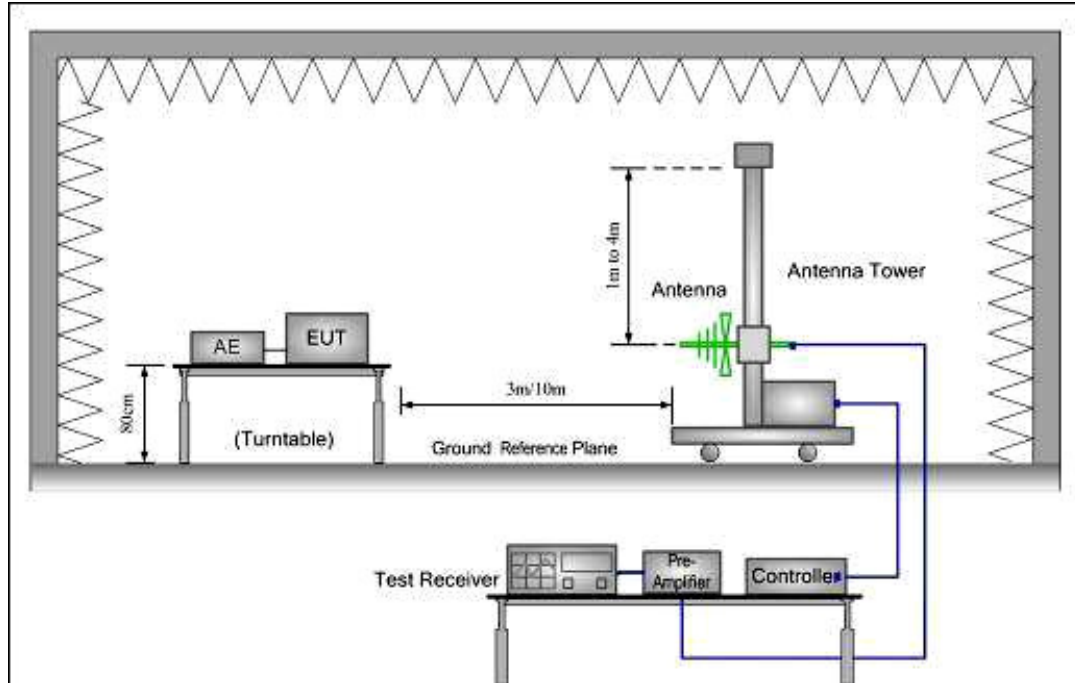 1m to 4m
Antenna Tower
Antenna
AE
EUT
80cm
3m/10m
(Turntable)
Ground Reference Plane
Test Receiver
Pre-
Amplifier
Controlle